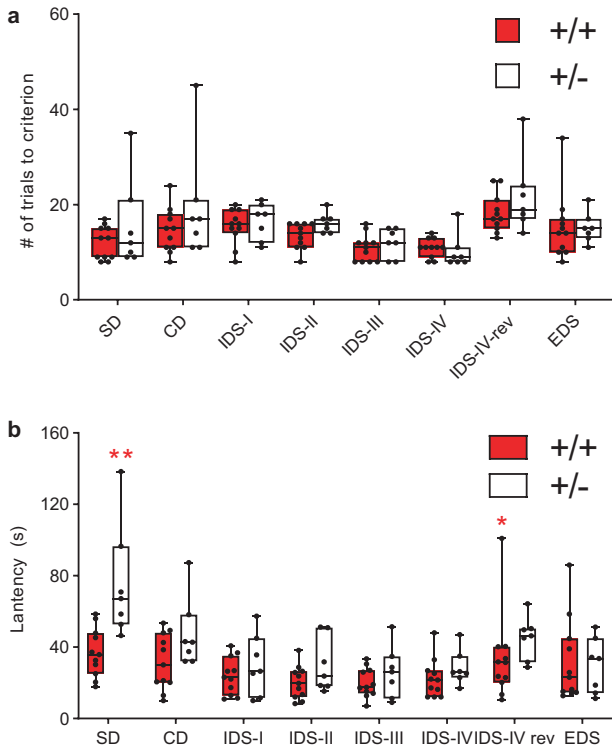 a
60
40
20
0
# of trials to criterion
+/+
+/-
SD
CD
IDS-I
IDS-II
IDS-III
IDS-IV
IDS-IV-rev
EDS
b
160
120
80
40
0
Lantency (s)
**
*
+/+
+/-
SD
CD
IDS-I
IDS-II
IDS-III
IDS-IV
IDS-IV rev
EDS